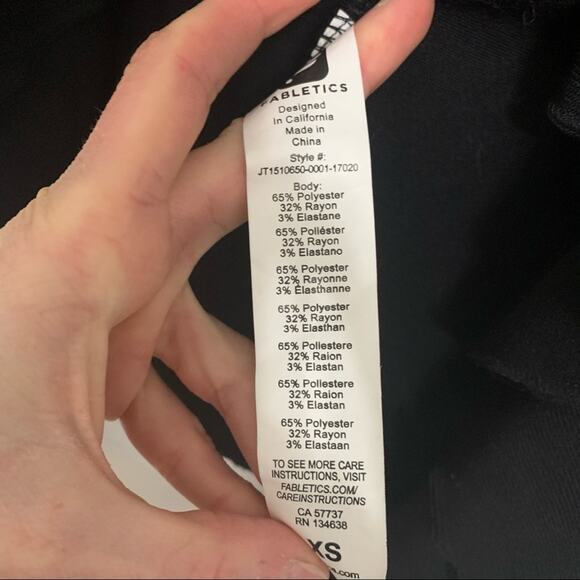 FABLETICS
Designed
In California
Made in
China
Style #:
JT1510650-0001-17020
Body:
65% Polyester
32% Rayon
3% Elastane
65% Poliéster
32% Rayon
3% Elastano
65% Polyester
32% Rayonne
3% Élasthanne
65% Polyester
32% Rayon
3% Elasthan
65% Poliestere
32% Raion
3% Elastan
65% Poliestere
32% Raion
3% Elastan
65% Polyester
32% Rayon
3% Elastaan
TO SEE MORE CARE
INSTRUCTIONS, VISIT
FABLETICS.COM/
CAREINSTRUCTIONS
CA 57737
RN 134638
XS
.com